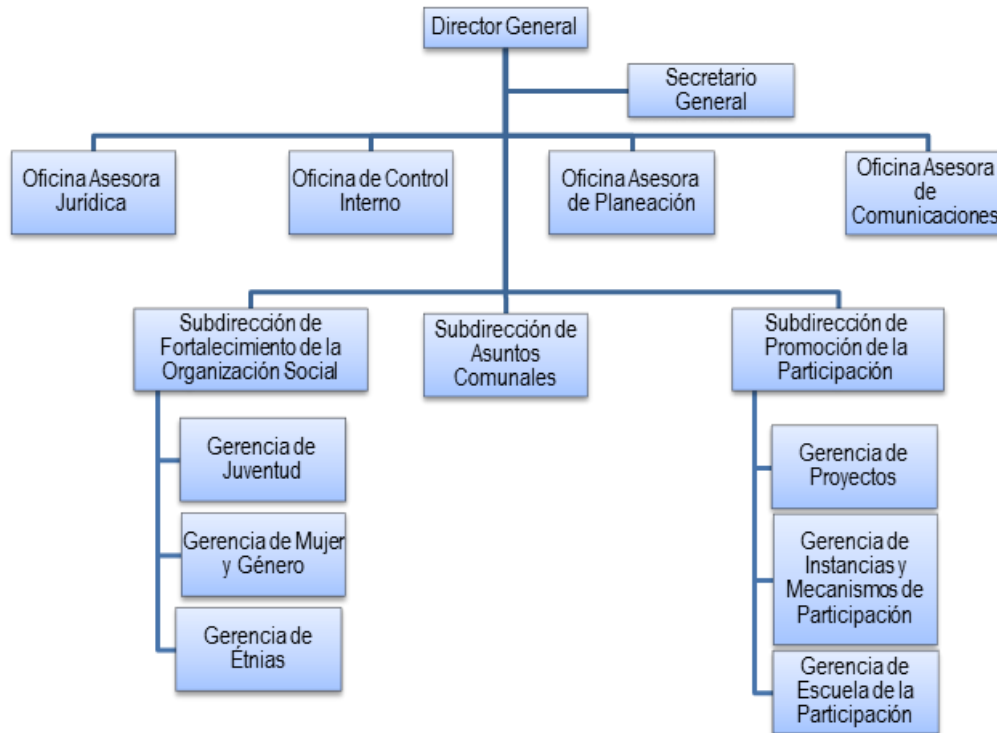 Director General
Secretario
General
Oficina Asesora
Jurídica
Oficina de Control
Interno
Oficina Asesora
de Planeación
Oficina Asesora
de
Comunicaciones
Subdirección de
Fortalecimiento de la
Organización Social
Subdirección de
Asuntos
Comunales
Subdirección de
Promoción de la
Participación
Gerencia de
Juventud
Gerencia de Mujer
y Género
Gerencia de
Étnias
Gerencia de
Proyectos
Gerencia de
Instancias y
Mecanismos de
Participación
Gerencia de
Escuela de la
Participación